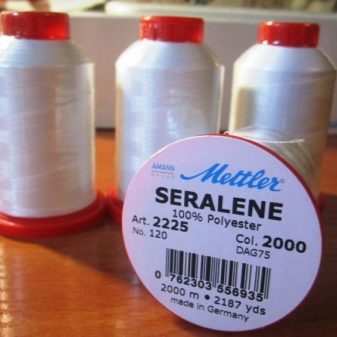 AMANN
GROUP
Mettler
SERALENE
100% Polyester
Art. 2225 Col. 2000
No. 120 DAG75
0 762303 556935
2000 m • 2187 yds
made in Germany